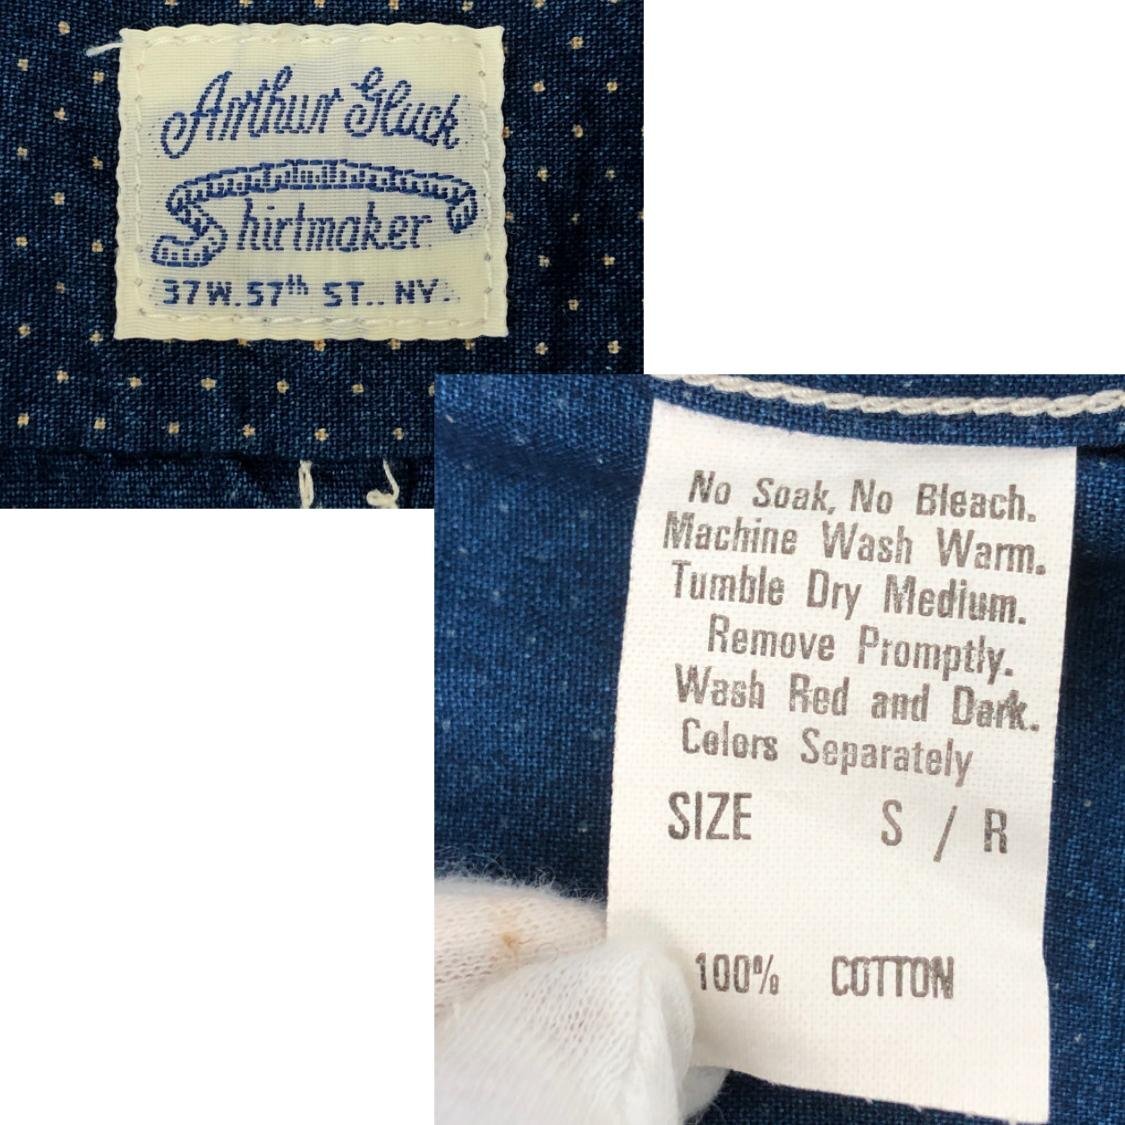 Arthur Gluck
Shirtmaker
37 W. 57th ST.. NY.
No Soak, No Bleach.
Machine Wash Warm.
Tumble Dry Medium.
Remove Promptly.
Wash Red and Dark.
Colors Separately
SIZE S / R
100% COTTON